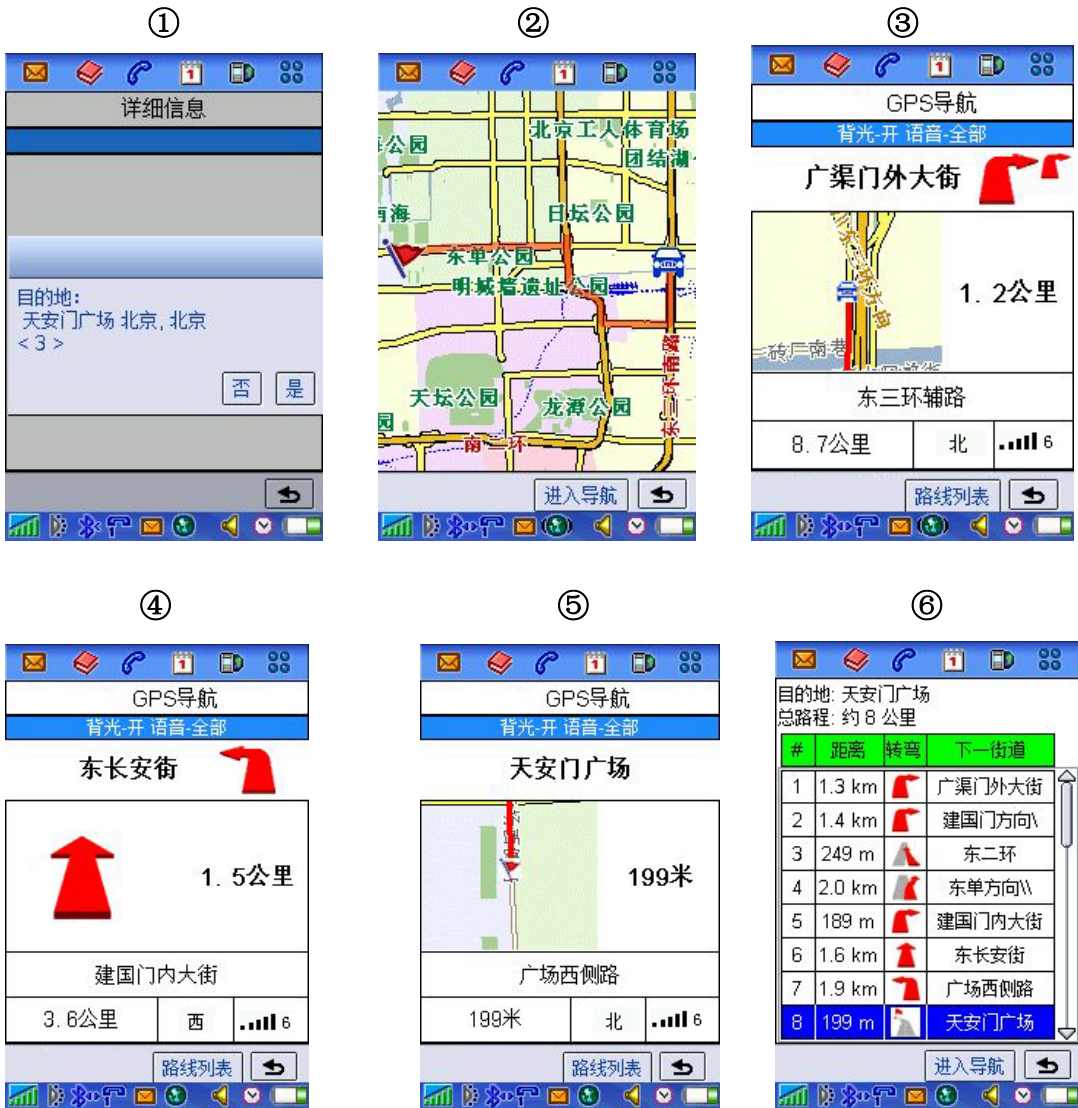 ①
详细信息
目的地:
天安门广场 北京, 北京
< 3 >
否 是
②
北京工人体育场
公园
团结湖
海
日坛公园
东单公园
明城墙遗址公园
天坛公园
龙潭公园
园
南二环
东三环南路
进入导航
③
GPS导航
背光-开 语音-全部
广渠门外大街
东三环方向
1. 2公里
砖厂南巷
东三环辅路
8. 7公里 北 6
路线列表
④
GPS导航
背光-开 语音-全部
东长安街
1. 5公里
建国门内大街
3. 6公里 西 6
路线列表
⑤
GPS导航
背光-开 语音-全部
天安门广场
199米
广场西侧路
199米 北 6
路线列表
⑥
目的地: 天安门广场
总路程: 约 8 公里
# 距离 转弯 下一街道
1 1.3 km 广渠门外大街
2 1.4 km 建国门方向\
3 249 m 东二环
4 2.0 km 东单方向\\
5 189 m 建国门内大街
6 1.6 km 东长安街
7 1.9 km 广场西侧路
8 199 m 天安门广场
进入导航